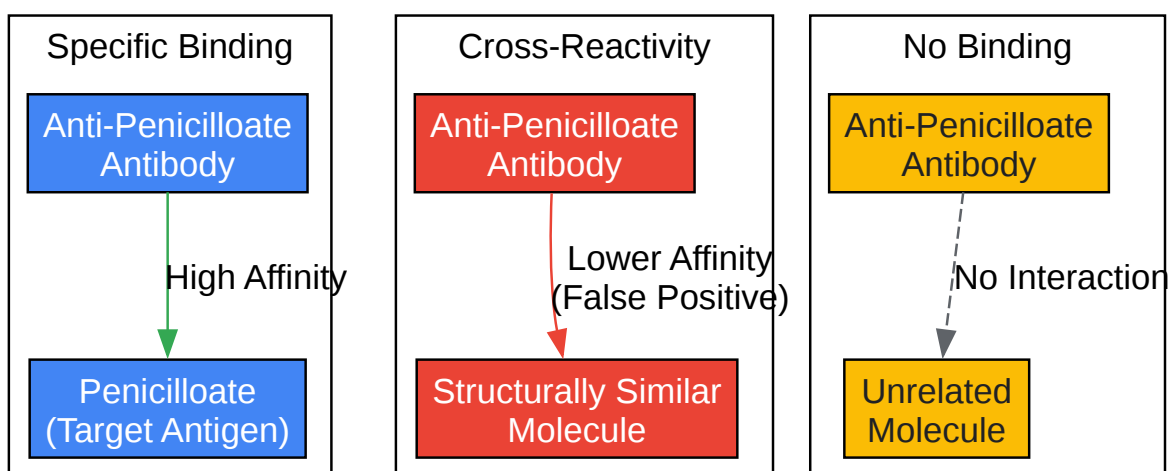 Specific Binding
Anti-Penicilloate
Antibody
High Affinity
Penicilloate
(Target Antigen)
Cross-Reactivity
Anti-Penicilloate
Antibody
Lower Affinity
(False Positive)
Structurally Similar
Molecule
No Binding
Anti-Penicilloate
Antibody
No Interaction
Unrelated
Molecule